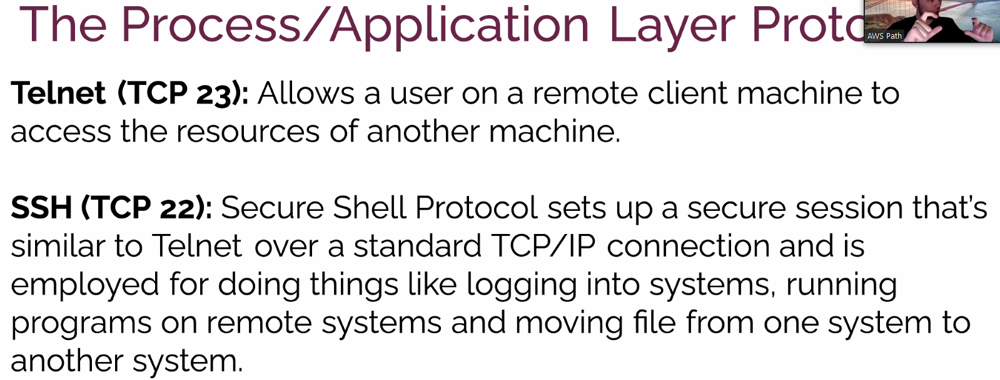 The Process/Application Layer
AWS Path
Telnet (TCP 23): Allows a user on a remote client machine to
access the resources of another machine.
SSH (TCP 22): Secure Shell Protocol sets up a secure session that's
similar to Telnet over a standard TCP/IP connection and is
employed for doing things like logging into systems, running
programs on remote systems and moving file from one system to
another system.